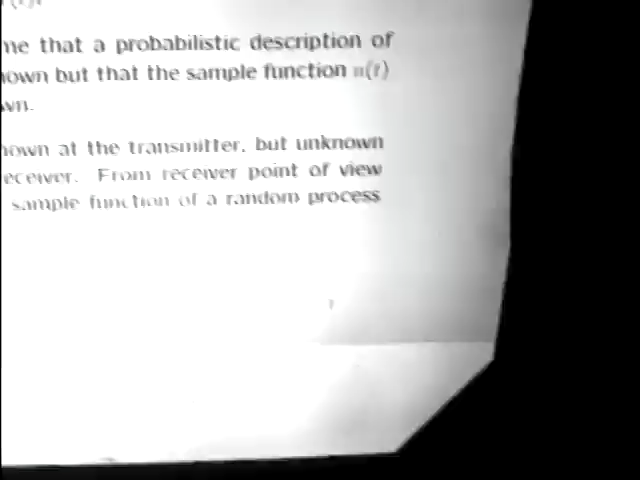 ne that a probabilistic description of
own but that the sample function n(t)
wn.
nown at the transmitter, but unknown
eceiver. From receiver point of view
sample function of a random process